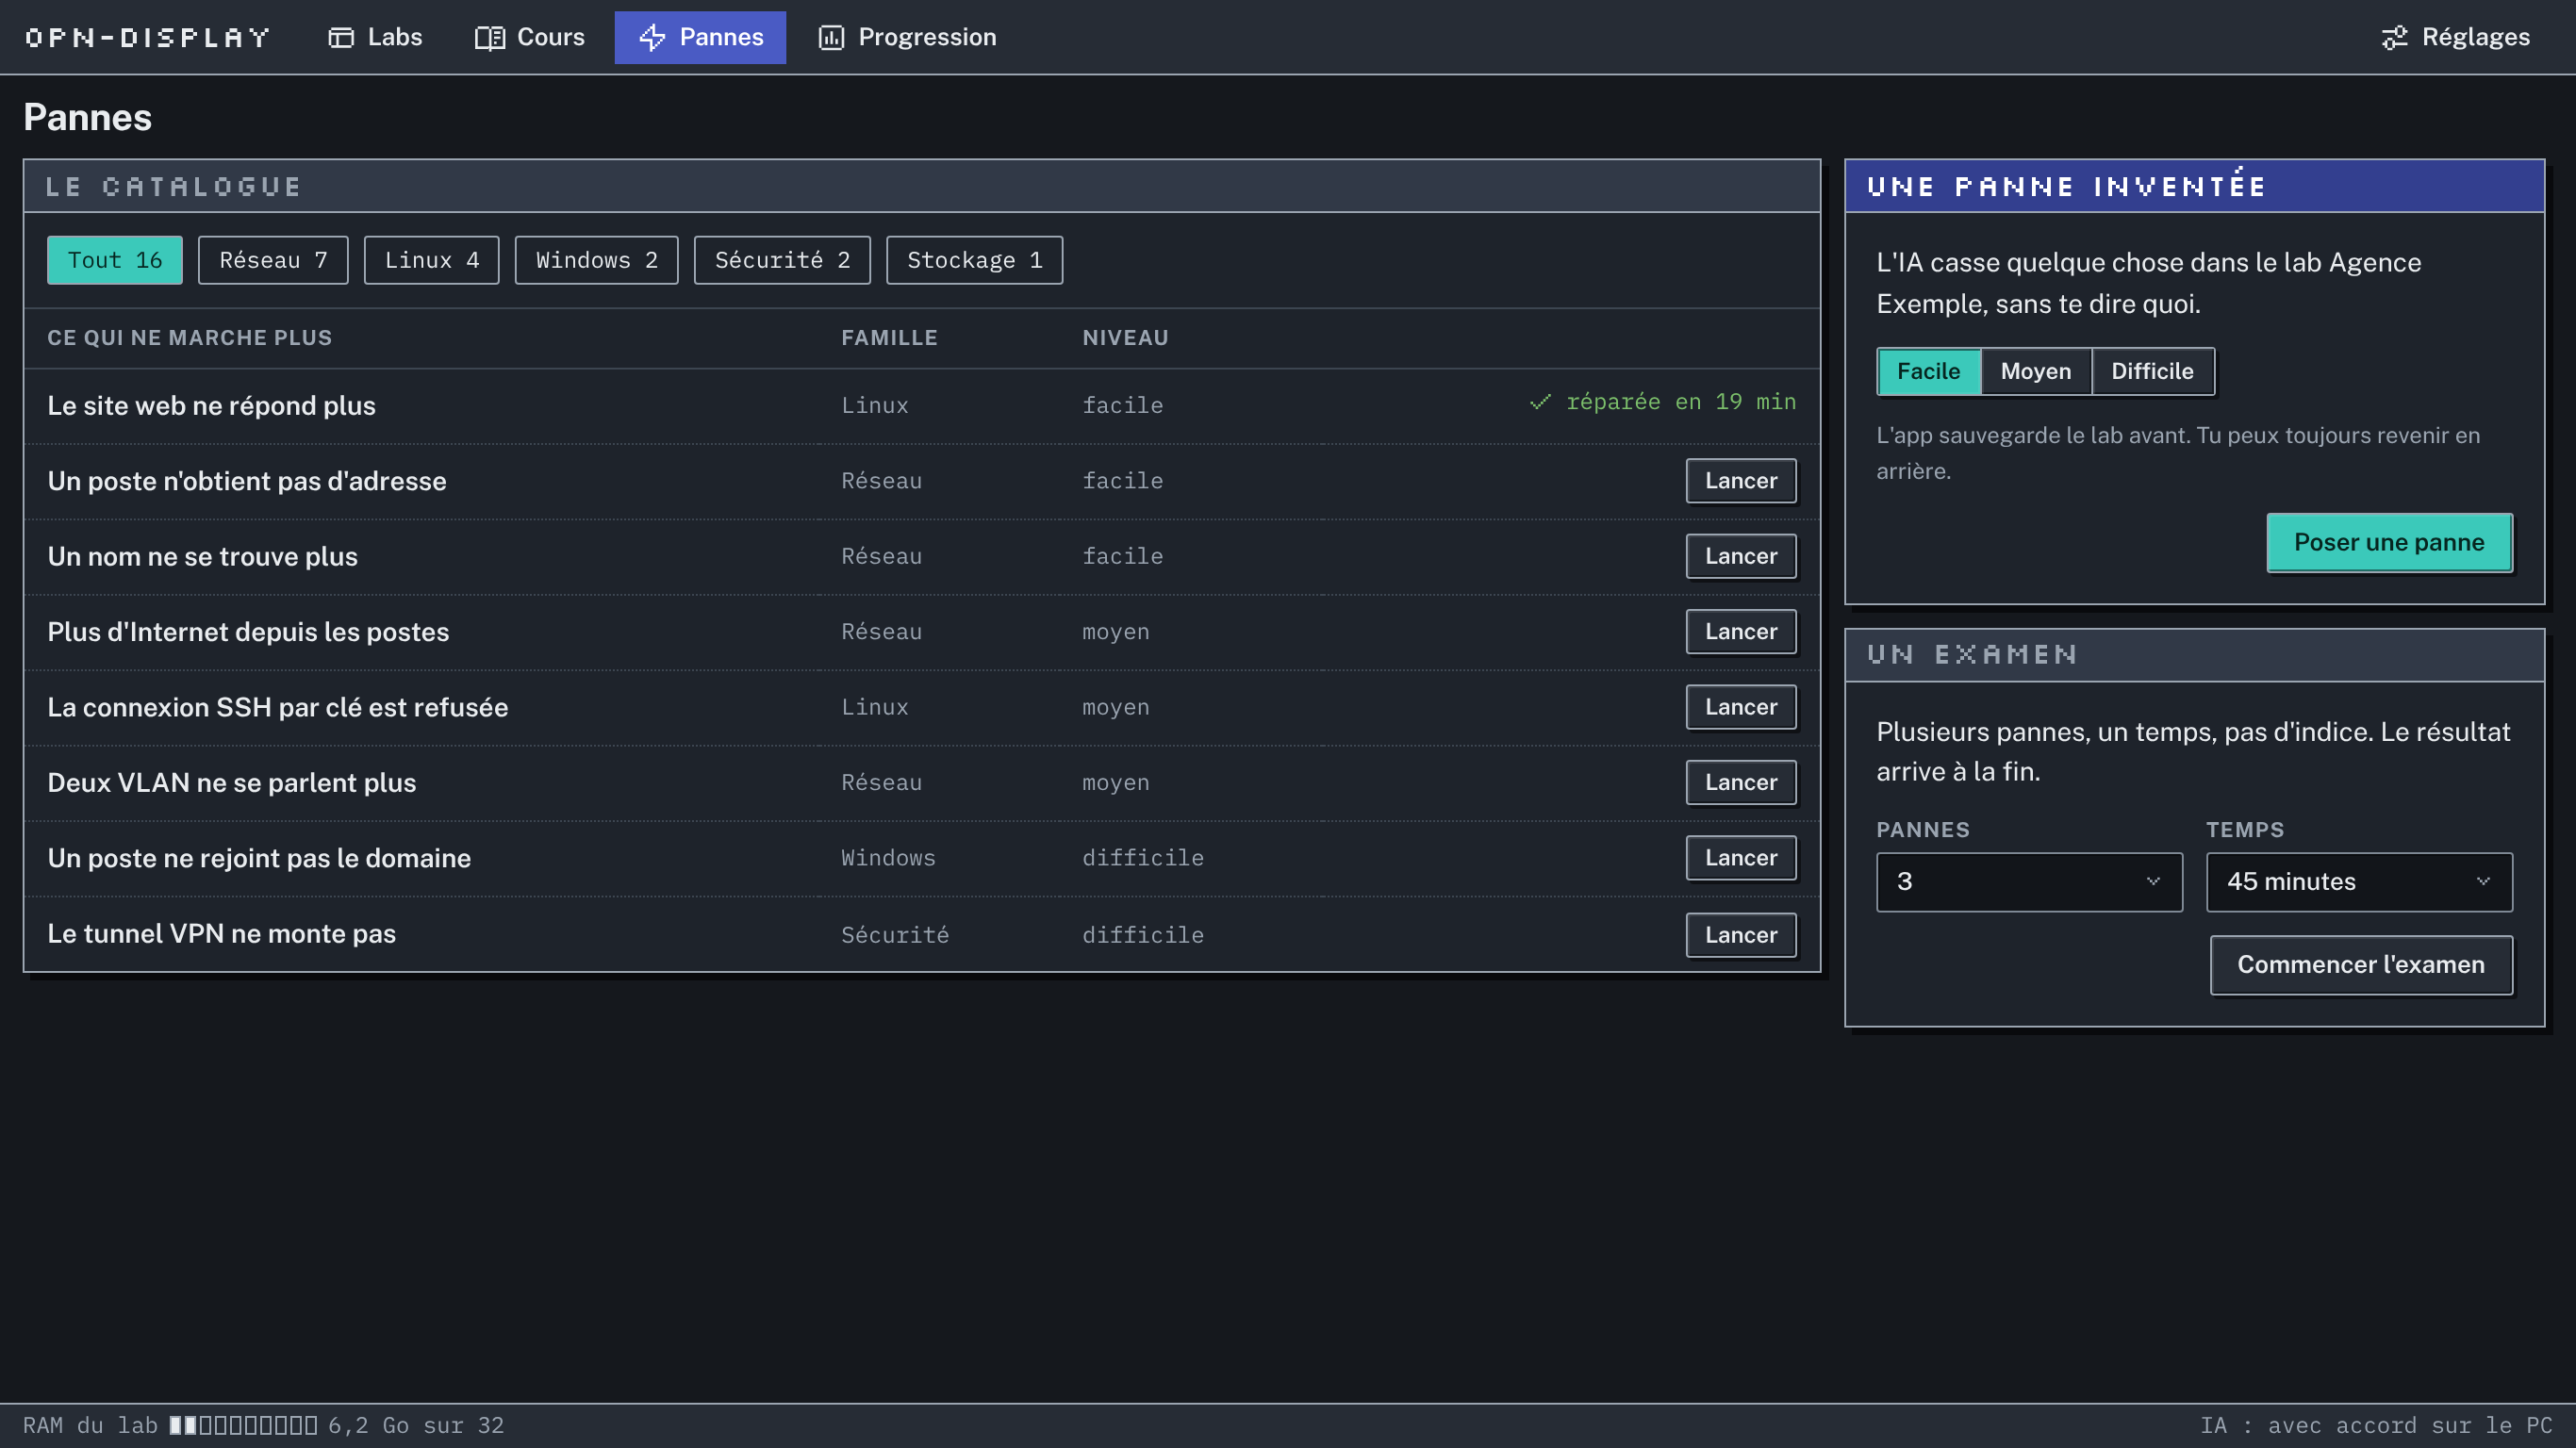 OPN-DISPLAY
Labs
Cours
Pannes
Progression
Réglages
Pannes
LE CATALOGUE
Tout 16
Réseau 7
Linux 4
Windows 2
Sécurité 2
Stockage 1
CE QUI NE MARCHE PLUS FAMILLE NIVEAU
Le site web ne répond plus Linux facile réparée en 19 min
Un poste n'obtient pas d'adresse Réseau facile Lancer
Un nom ne se trouve plus Réseau facile Lancer
Plus d'Internet depuis les postes Réseau moyen Lancer
La connexion SSH par clé est refusée Linux moyen Lancer
Deux VLAN ne se parlent plus Réseau moyen Lancer
Un poste ne rejoint pas le domaine Windows difficile Lancer
Le tunnel VPN ne monte pas Sécurité difficile Lancer
UNE PANNE INVENTÉE
L'IA casse quelque chose dans le lab Agence
Exemple, sans te dire quoi.
Facile Moyen Difficile
L'app sauvegarde le lab avant. Tu peux toujours revenir en
arrière.
Poser une panne
UN EXAMEN
Plusieurs pannes, un temps, pas d'indice. Le résultat
arrive à la fin.
PANNES TEMPS
3 45 minutes
Commencer l'examen
RAM du lab 6,2 Go sur 32
IA : avec accord sur le PC